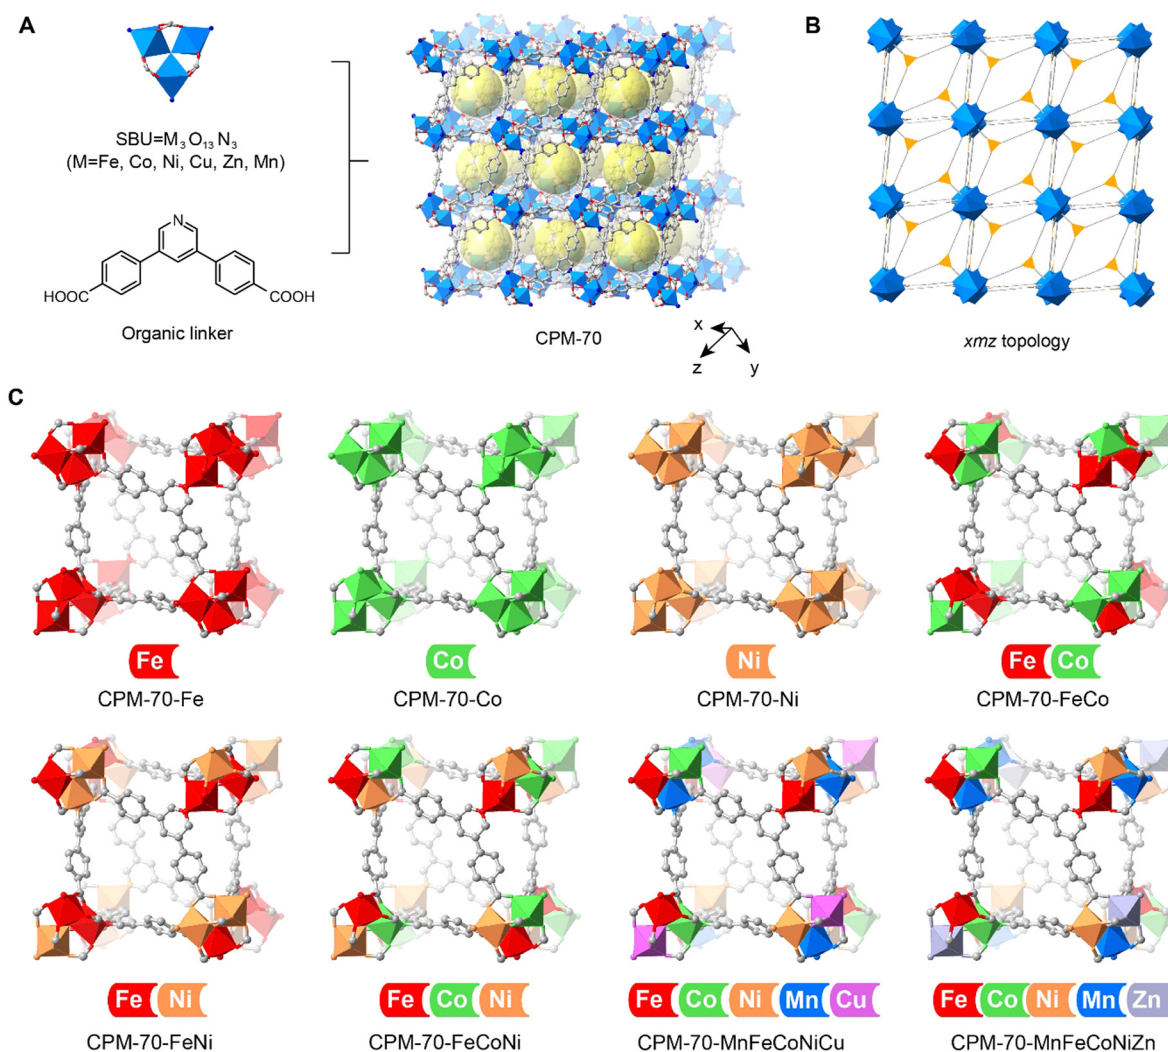 A
B
SBU=M₃O₁₃N₃
(M=Fe, Co, Ni, Cu, Zn, Mn)
N
HOOC
COOH
Organic linker
CPM-70
x
z
y
xmz topology
C
Fe
Co
Ni
Fe Co
CPM-70-Fe
CPM-70-Co
CPM-70-Ni
CPM-70-FeCo
Fe Ni
Fe Co Ni
Fe Co Ni Mn Cu
Fe Co Ni Mn Zn
CPM-70-FeNi
CPM-70-FeCoNi
CPM-70-MnFeCoNiCu
CPM-70-MnFeCoNiZn